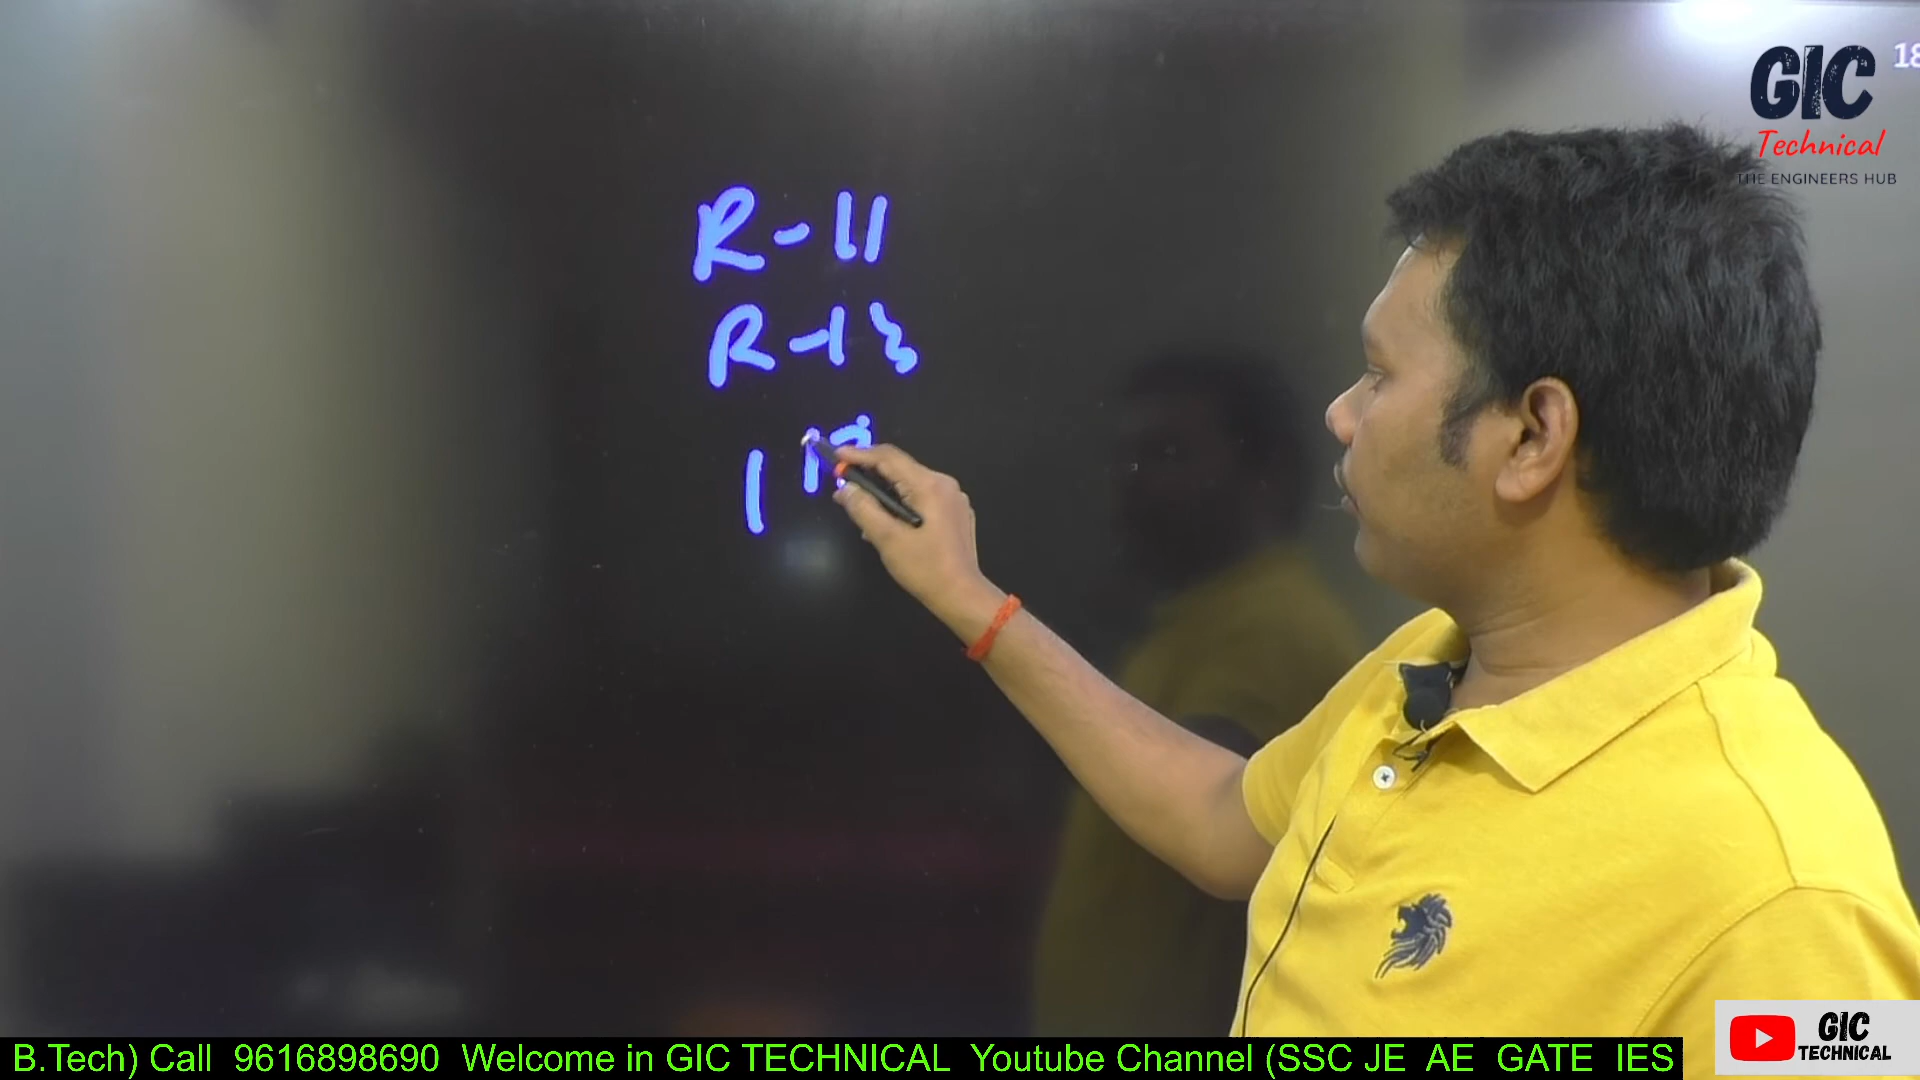 18
GIC
Technical
THE ENGINEERS HUB
R-11
R-13
B.Tech) Call 9616898690 Welcome in GIC TECHNICAL Youtube Channel (SSC JE AE GATE IES
GIC
TECHNICAL